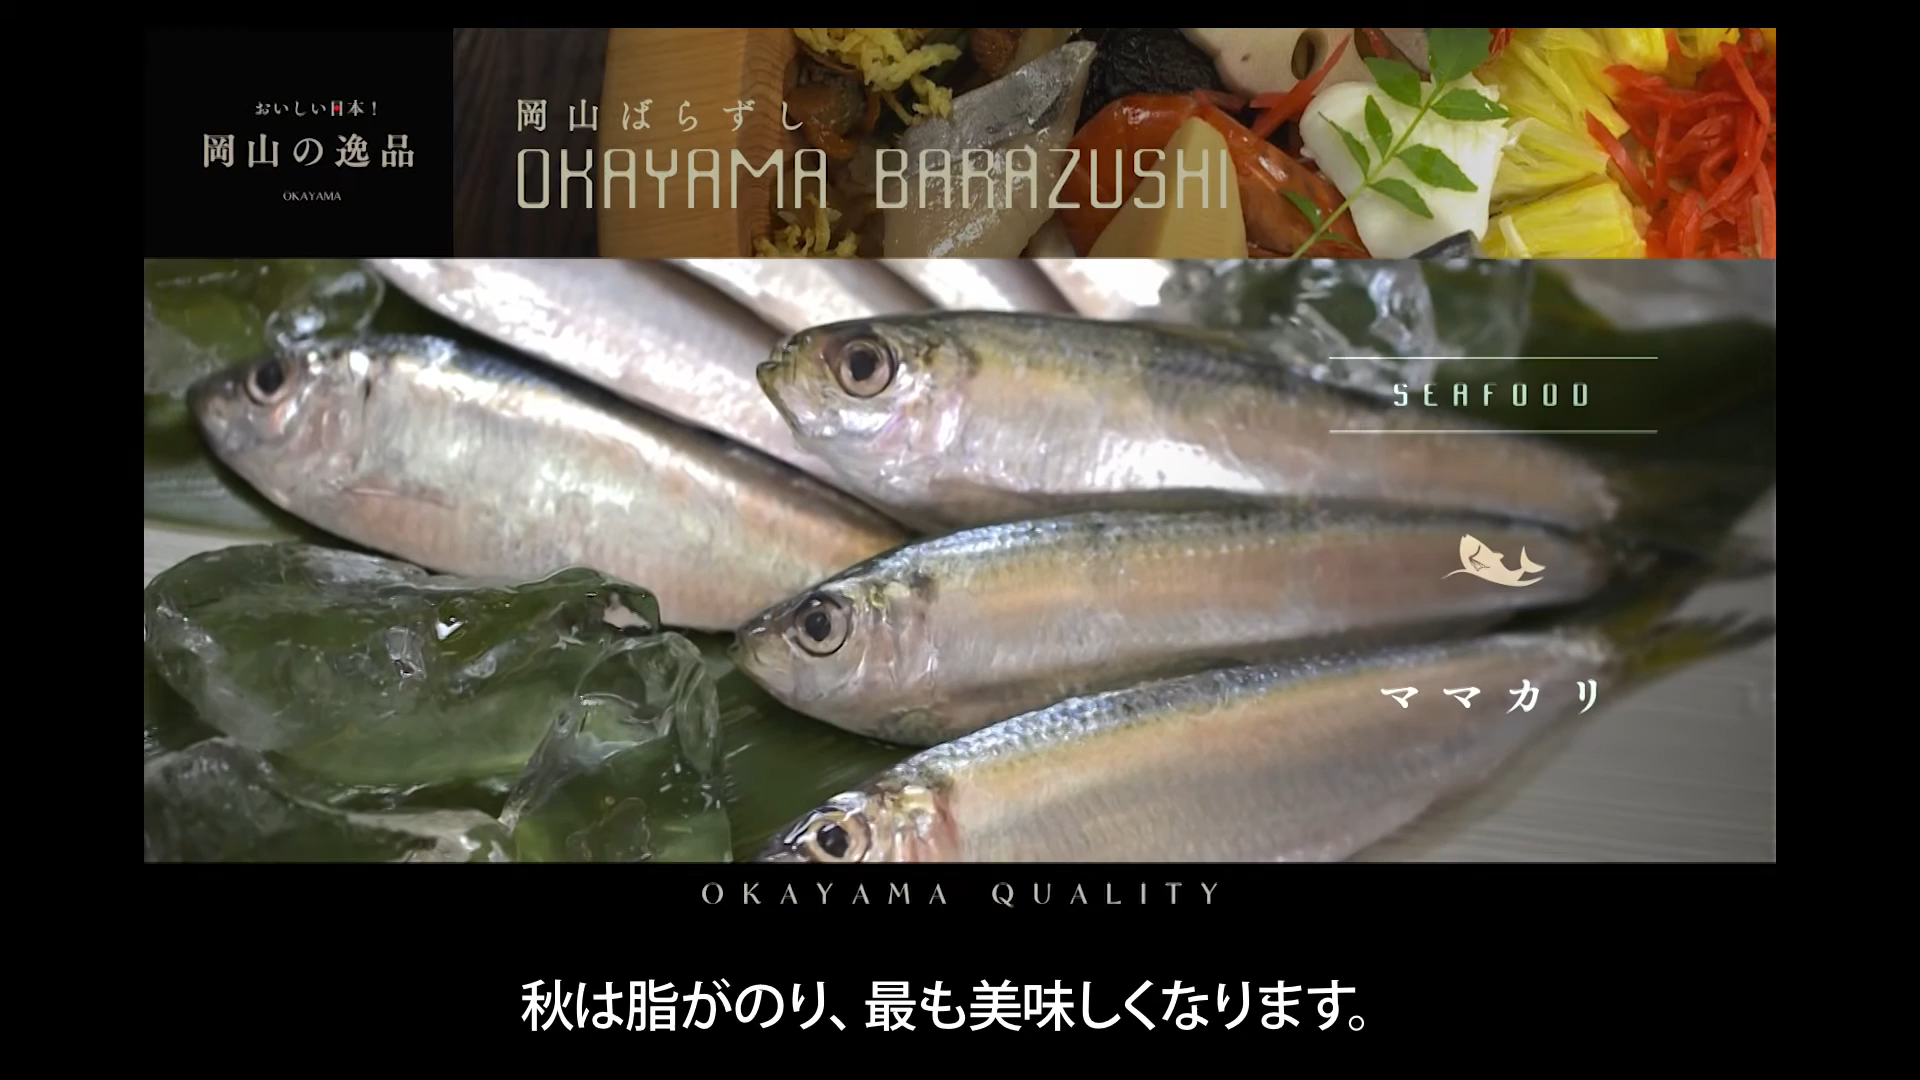 おいしい日本！
岡山の逸品
OKAYAMA
岡山ばらずし
OKAYAMA BARAZUSHI
SEAFOOD
ママカリ
OKAYAMA QUALITY
秋は脂がのり、最も美味しくなります。